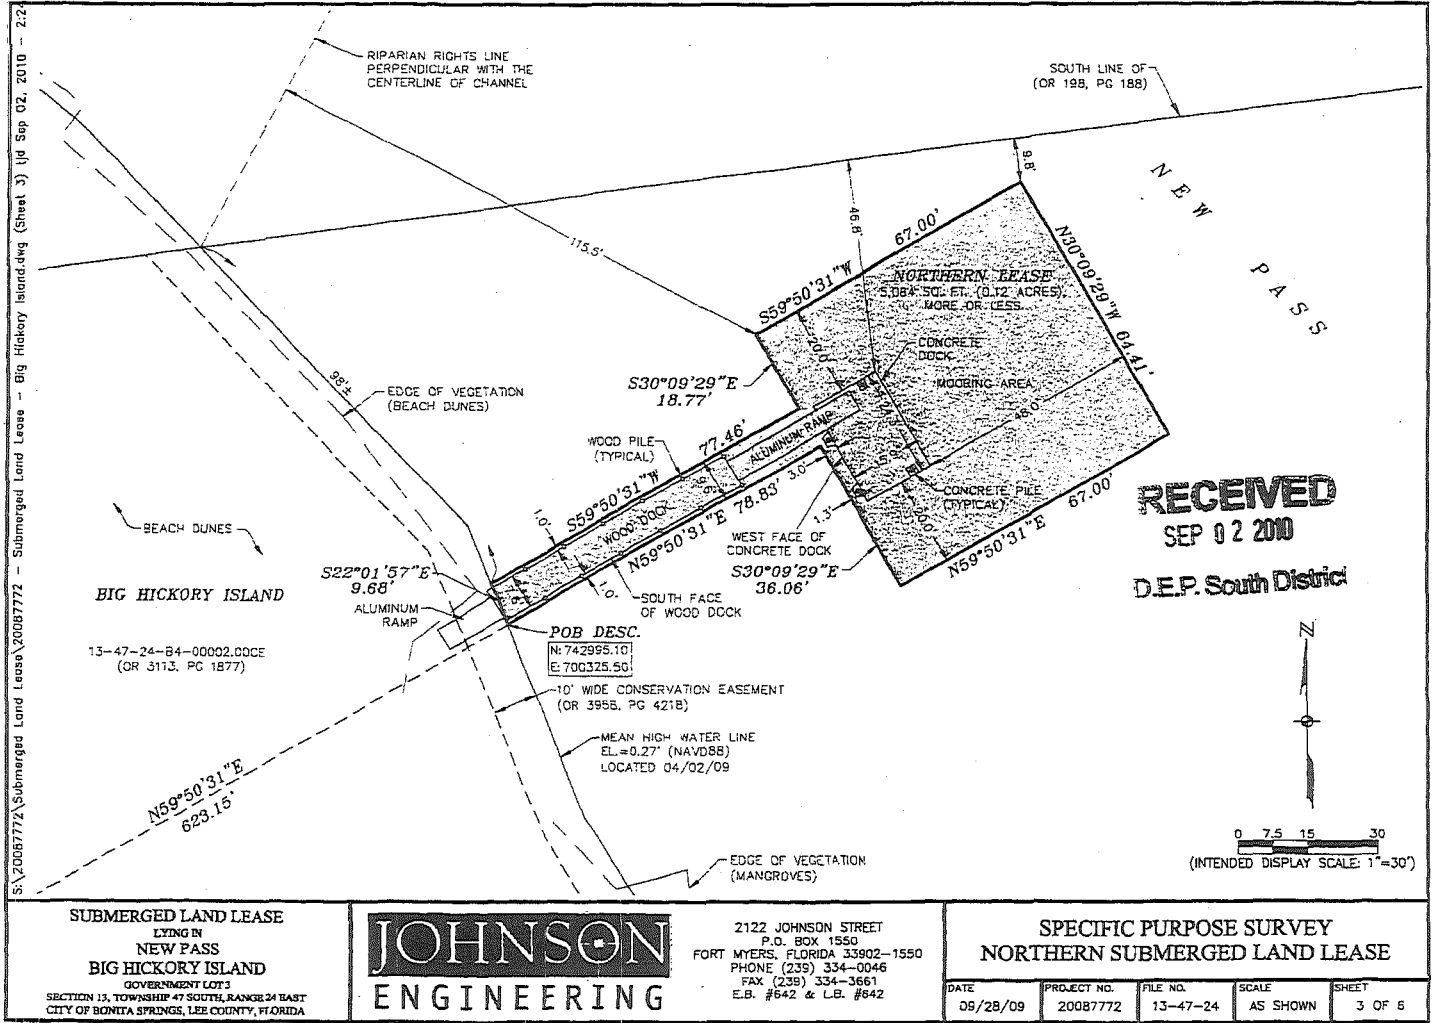 S:\20087772\Submerged Land Lease\20087772 - Submerged Land Lease - Big Hickory Island.dwg (Sheet 3) ljd Sep 02, 2010 - 2:24
RIPARIAN RIGHTS LINE
PERPENDICULAR WITH THE
CENTERLINE OF CHANNEL
SOUTH LINE OF
(OR 198, PG 188)
NEW PASS
9.8'
46.8'
67.00'
S59°50'31"W
115.5'
N30°09'29"W 64.41'
NORTHERN LEASE
5,084 SQ. FT. (0.12 ACRES)
MORE OR LESS
20.0'
CONCRETE
DOCK
MOORING AREA
48.0'
S30°09'29"E
18.77'
98'±
EDGE OF VEGETATION
(BEACH DUNES)
WOOD PILE
(TYPICAL)
77.46'
S59°50'31"W
ALUMINUM RAMP
WOOD DOCK
N59°50'31"E 78.83'
3.0'
1.3'
1.0'
1.0'
CONCRETE PILE
(TYPICAL)
20.0'
67.00'
N59°50'31"E
WEST FACE OF
CONCRETE DOCK
S30°09'29"E
36.06'
RECEIVED
SEP 02 2010
D.E.P. South District
BEACH DUNES
BIG HICKORY ISLAND
13-47-24-B4-00002.00CE
(OR 3113, PG 1877)
S22°01'57"E
9.68'
ALUMINUM
RAMP
SOUTH FACE
OF WOOD DOCK
POB DESC.
N: 742995.10
E: 700325.50
10' WIDE CONSERVATION EASEMENT
(OR 3958, PG 4218)
MEAN HIGH WATER LINE
EL.=0.27' (NAVD88)
LOCATED 04/02/09
N59°50'31"E
623.15'
EDGE OF VEGETATION
(MANGROVES)
N
0 7.5 15 30
(INTENDED DISPLAY SCALE: 1"=30')
SUBMERGED LAND LEASE
LYING IN
NEW PASS
BIG HICKORY ISLAND
GOVERNMENT LOT 3
SECTION 13, TOWNSHIP 47 SOUTH, RANGE 24 EAST
CITY OF BONITA SPRINGS, LEE COUNTY, FLORIDA
JOHNSON
ENGINEERING
2122 JOHNSON STREET
P.O. BOX 1550
FORT MYERS, FLORIDA 33902-1550
PHONE (239) 334-0046
FAX (239) 334-3661
E.B. #642 & L.B. #642
SPECIFIC PURPOSE SURVEY
NORTHERN SUBMERGED LAND LEASE
DATE PROJECT NO. FILE NO. SCALE SHEET
09/28/09 20087772 13-47-24 AS SHOWN 3 OF 5